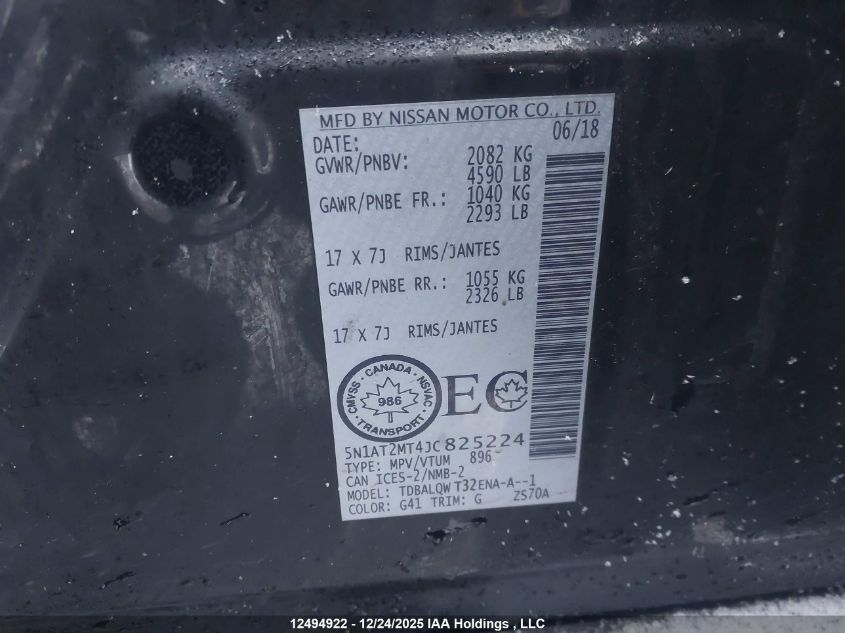 MFD BY NISSAN MOTOR CO., LTD.
DATE: 06/18
GVWR/PNBV: 2082 KG
4590 LB
GAWR/PNBE FR.: 1040 KG
2293 LB
17 X 7J RIMS/JANTES
GAWR/PNBE RR.: 1055 KG
2326 LB
17 X 7J RIMS/JANTES
CANADA
CMVSS · NSVAC
986
TRANSPORT
EC
5N1AT2MT4JC825224
TYPE: MPV/VTUM 896
CAN ICES-2/NMB-2
MODEL: TDBALQWT32ENA-A--1
COLOR: G41 TRIM: G ZS70A
12494922 - 12/24/2025 IAA Holdings , LLC